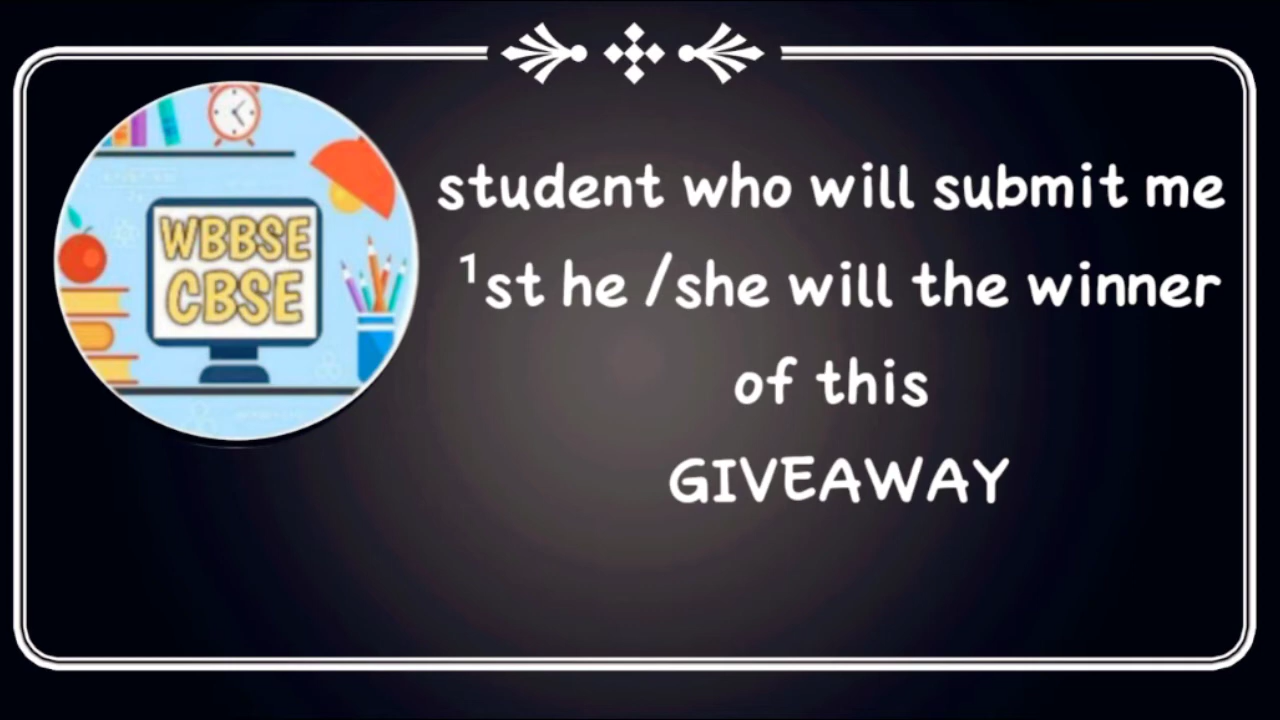 WBBSE
CBSE
student who will submit me
¹st he /she will the winner
of this
GIVEAWAY